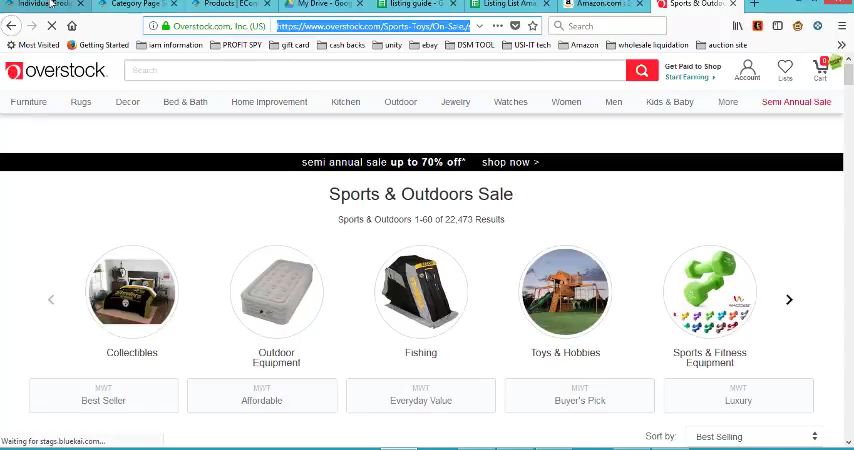 Individual Produ
Category Page S
Products | ECon
My Drive - Goog
listing guide - G
Listing List Ama
Amazon.com: 2
Sports & Outdo
Overstock.com, Inc. (US)
https://www.overstock.com/Sports-Toys/On-Sale,/s
Search
Most Visited
Getting Started
iam information
PROFIT SPY
gift card
cash backs
unity
ebay
DSM TOOL
USI-IT tech
Amazon
wholesale liquidation
auction site
overstock.
Search
Get Paid to Shop
Start Earning
Account
Lists
0
Cart
Furniture
Rugs
Decor
Bed & Bath
Home Improvement
Kitchen
Outdoor
Jewelry
Watches
Women
Men
Kids & Baby
More
Semi Annual Sale
semi annual sale up to 70% off* shop now >
Sports & Outdoors Sale
Sports & Outdoors 1-60 of 22,473 Results
Collectibles
Outdoor
Equipment
Fishing
Toys & Hobbies
Sports & Fitness
Equipment
MWT
Best Seller
MWT
Affordable
MWT
Everyday Value
MWT
Buyer's Pick
MWT
Luxury
Waiting for stags.bluekai.com...
Sort by:
Best Selling